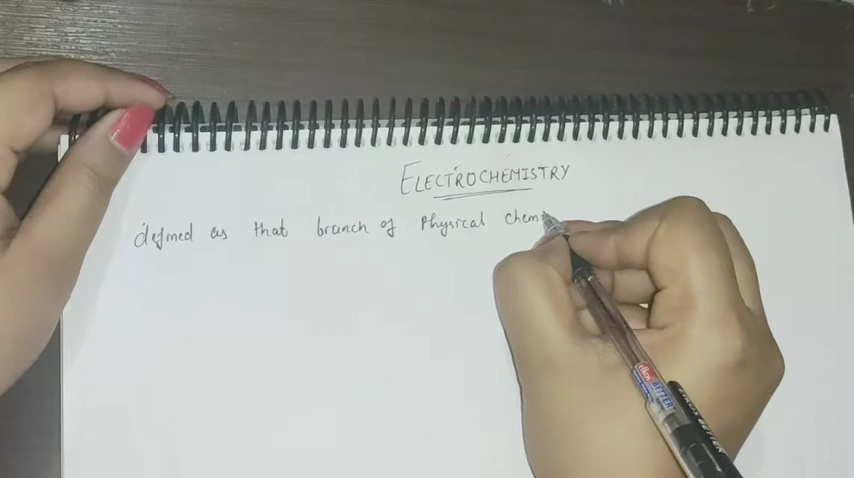 ELECTROCHEMISTRY
defined as that branch of Physical chem